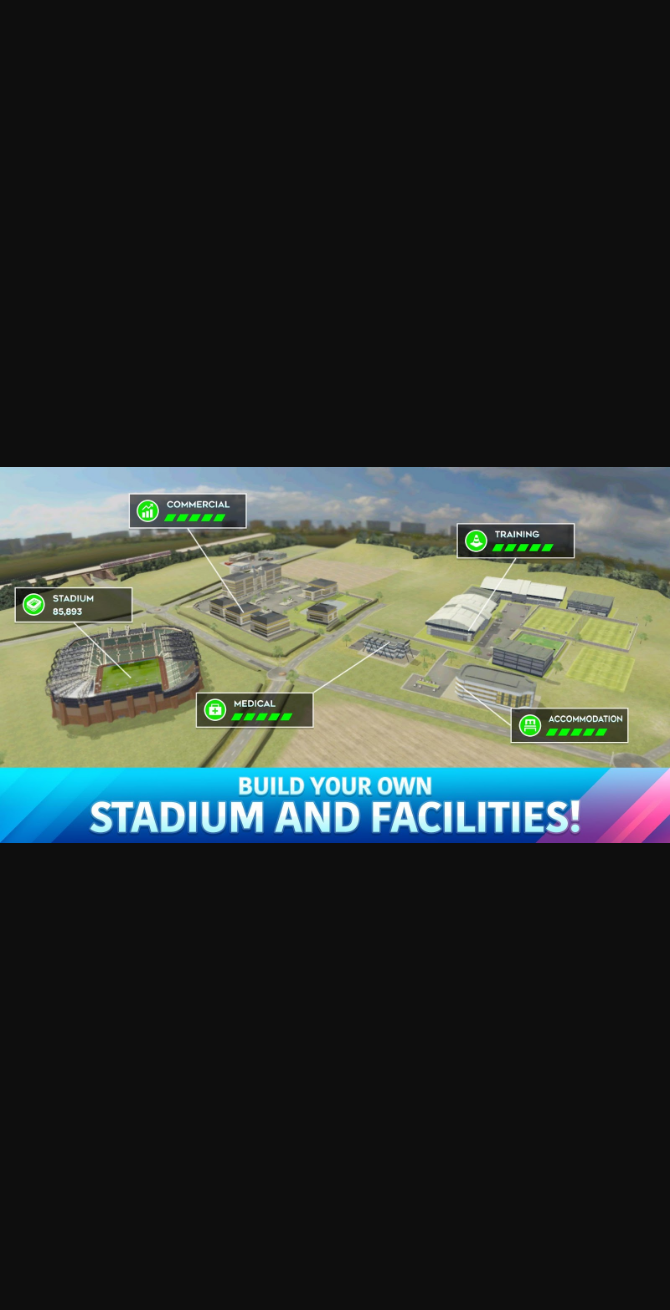 COMMERCIAL
TRAINING
STADIUM
85,893
MEDICAL
ACCOMMODATION
BUILD YOUR OWN
STADIUM AND FACILITIES!